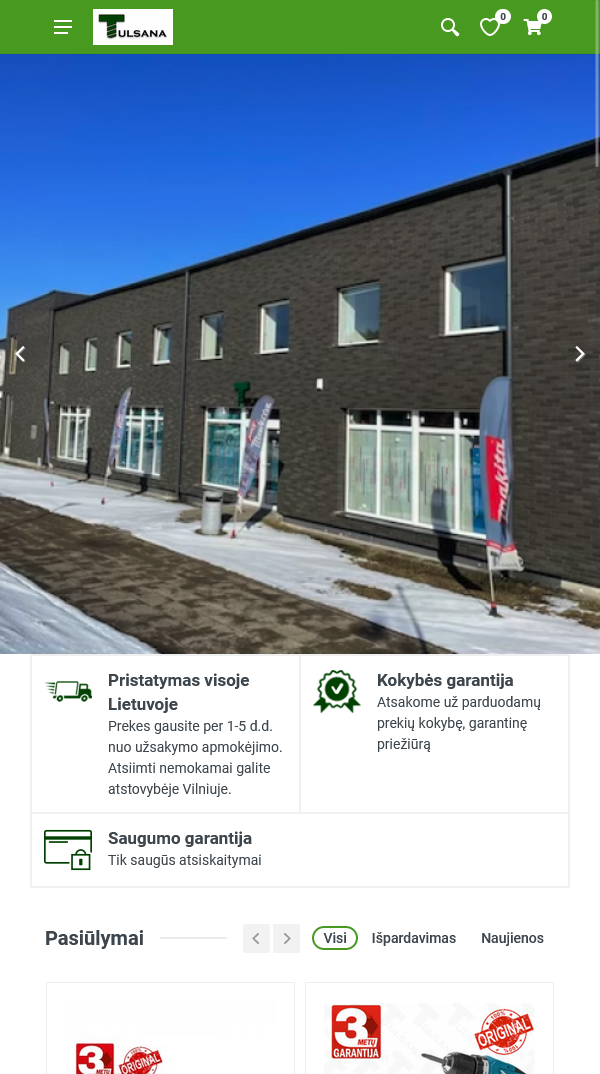 TULSANA
0
0
makita
makita
Pristatymas visoje
Lietuvoje
Prekes gausite per 1-5 d.d.
nuo užsakymo apmokėjimo.
Atsiimti nemokamai galite
atstovybėje Vilniuje.
Kokybės garantija
Atsakome už parduodamų
prekių kokybę, garantinę
priežiūrą
Saugumo garantija
Tik saugūs atsiskaitymai
Pasiūlymai
Visi
Išpardavimas
Naujienos
3
ORIGINAL
3
METŲ
GARANTIJA
100%
ORIGINAL